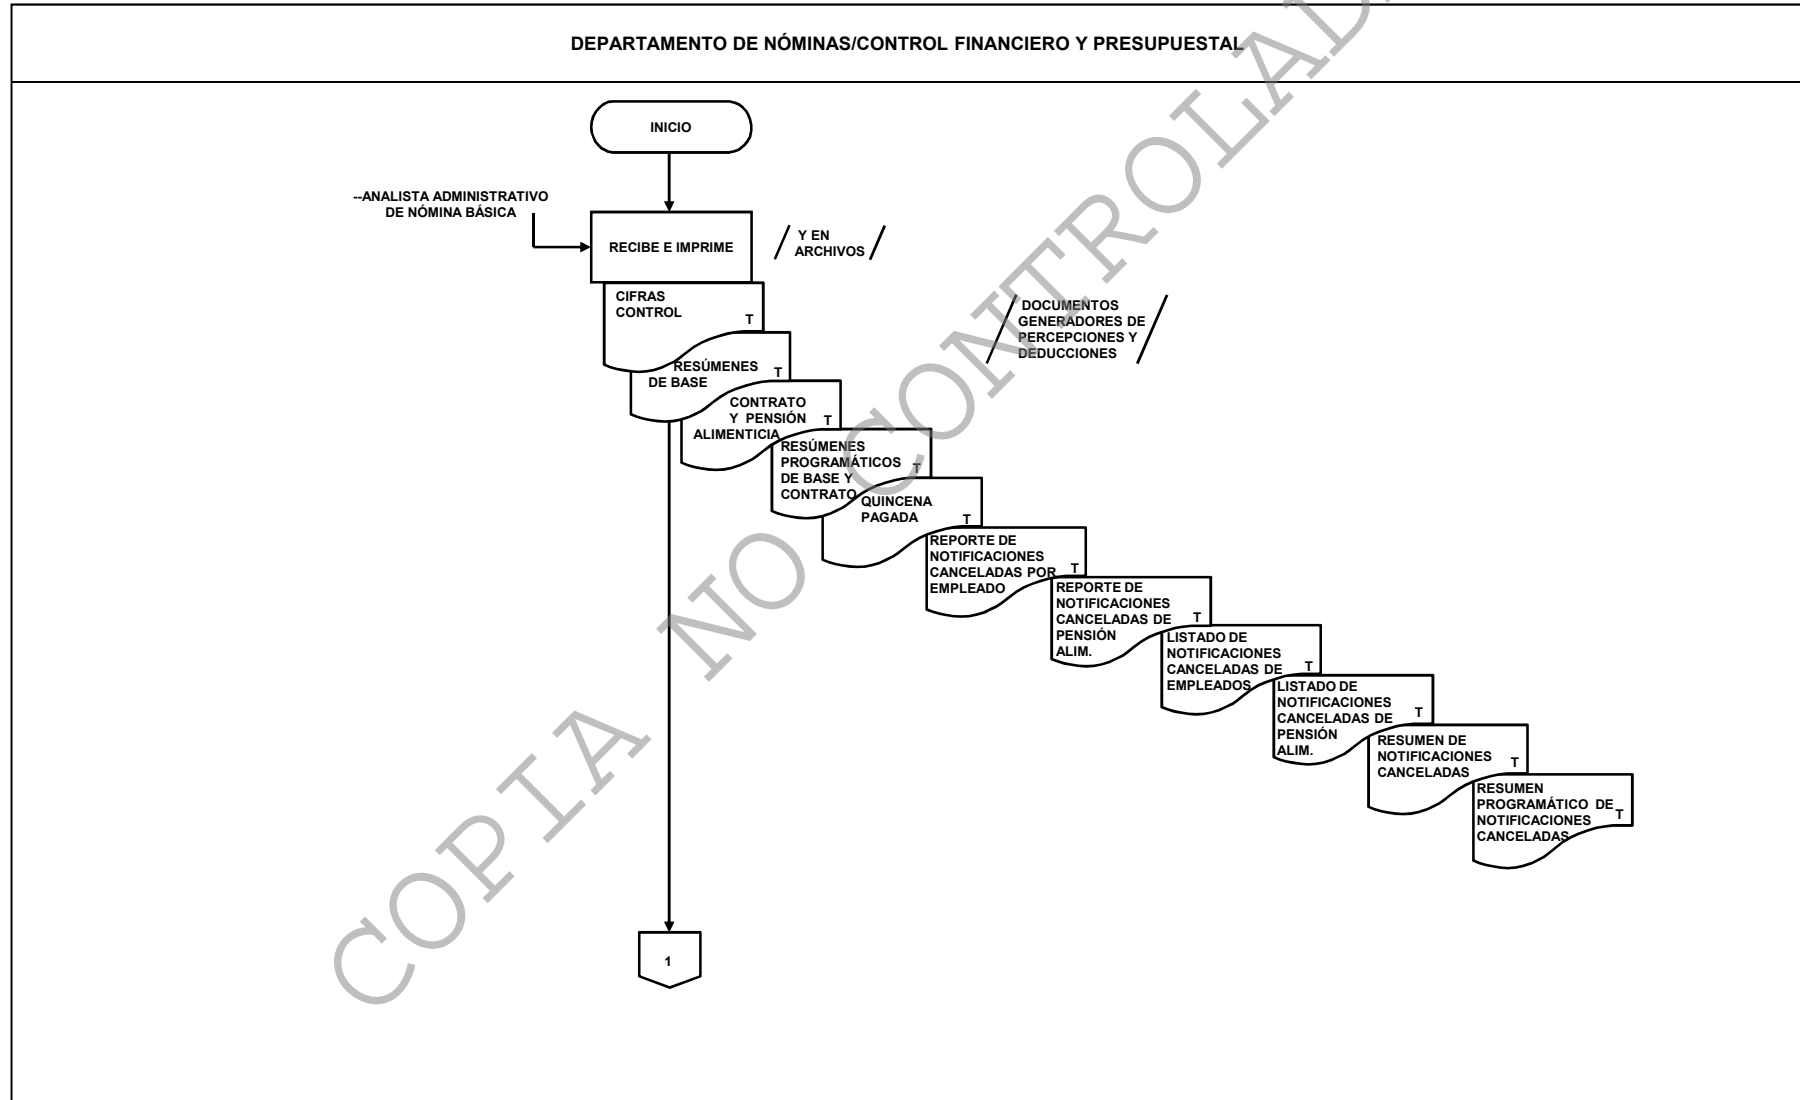 DEPARTAMENTO DE NÓMINAS/CONTROL FINANCIERO Y PRESUPUESTAL
INICIO
--ANALISTA ADMINISTRATIVO
DE NÓMINA BÁSICA
RECIBE E IMPRIME
/ Y EN /
ARCHIVOS
CIFRAS
CONTROL
T
DOCUMENTOS
GENERADORES DE
PERCEPCIONES Y
DEDUCCIONES
RESÚMENES
DE BASE
T
CONTRATO
Y PENSIÓN
ALIMENTICIA
T
RESÚMENES
PROGRAMÁTICOS
DE BASE Y
CONTRATO
T
QUINCENA
PAGADA
T
REPORTE DE
NOTIFICACIONES
CANCELADAS POR
EMPLEADO
T
REPORTE DE
NOTIFICACIONES
CANCELADAS DE
PENSIÓN
ALIM.
T
LISTADO DE
NOTIFICACIONES
CANCELADAS DE
EMPLEADOS
T
LISTADO DE
NOTIFICACIONES
CANCELADAS DE
PENSIÓN
ALIM.
T
RESUMEN DE
NOTIFICACIONES
CANCELADAS
T
RESUMEN
PROGRAMÁTICO DE
NOTIFICACIONES
CANCELADAS
T
1
COPIA NO CONTROLAD